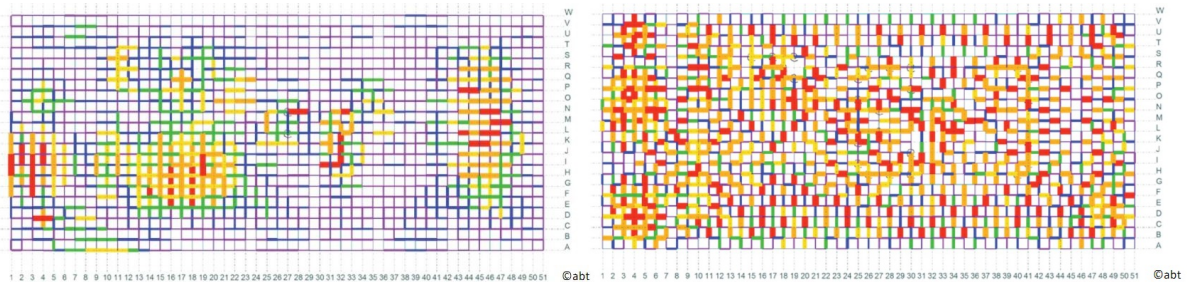 W
V
U
T
S
R
Q
P
O
N
M
L
K
J
I
H
G
F
E
D
C
B
A
1 2 3 4 5 6 7 8 9 10 11 12 13 14 15 16 17 18 19 20 21 22 23 24 25 26 27 28 29 30 31 32 33 34 35 36 37 38 39 40 41 42 43 44 45 46 47 48 49 50 51
©abt
W
V
U
T
S
R
Q
P
O
N
M
L
K
J
I
H
G
F
E
D
C
B
A
1 2 3 4 5 6 7 8 9 10 11 12 13 14 15 16 17 18 19 20 21 22 23 24 25 26 27 28 29 30 31 32 33 34 35 36 37 38 39 40 41 42 43 44 45 46 47 48 49 50 51
©abt